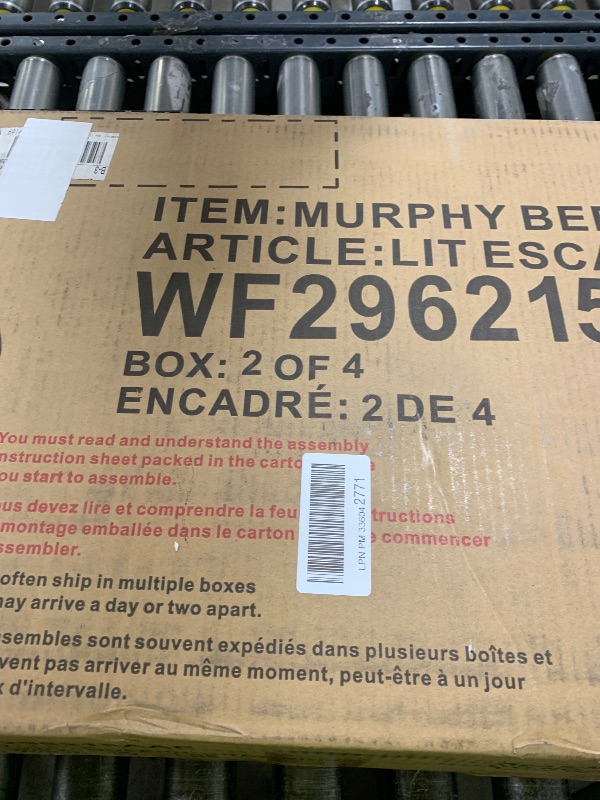 B-3
ITEM:MURPHY BE
ARTICLE:LIT ESCA
WF296215
BOX: 2 OF 4
ENCADRÉ: 2 DE 4
You must read and understand the assembly
nstruction sheet packed in the carto e
ou start to assemble.
us devez lire et comprendre la feu tructions
montage emballée dans le carton e commencer
ssembler.
LPN PM 33604 2771
often ship in multiple boxes
may arrive a day or two apart.
sembles sont souvent expédiés dans plusieurs boîtes et
vent pas arriver au même moment, peut-être à un jour
x d'intervalle.